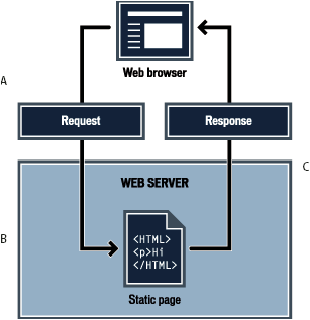 Web browser
A
Request
Response
C
WEB SERVER
B
<HTML>
<p>Hi
</HTML>
Static page